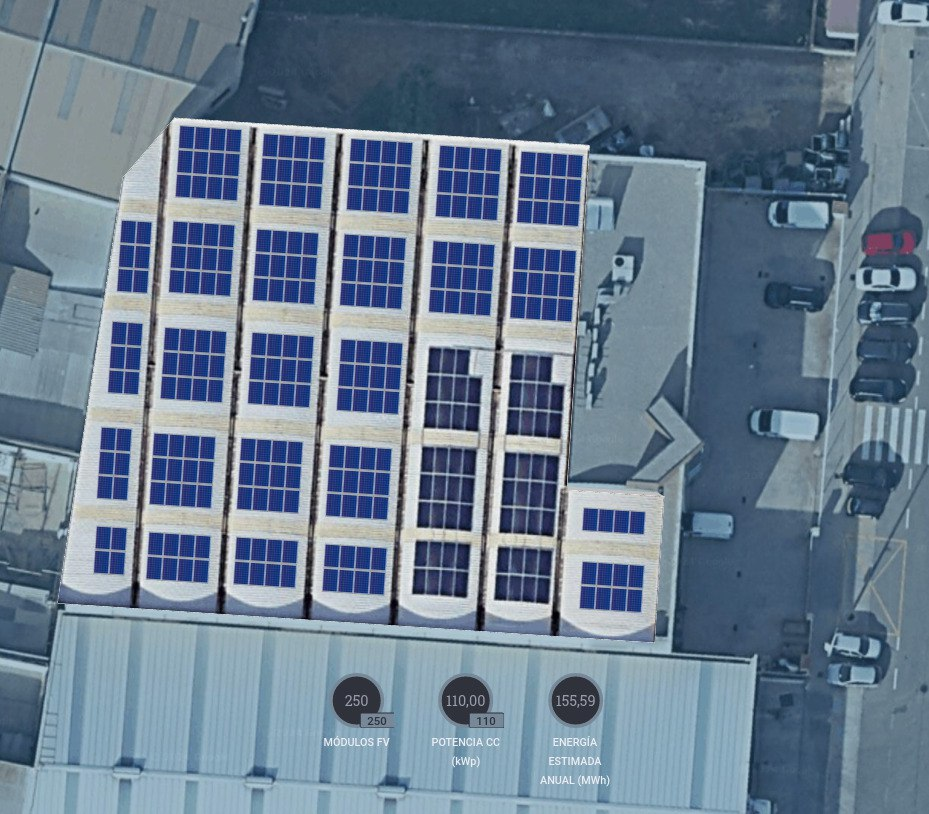 250
250
MÓDULOS FV
110,00
110
POTENCIA CC
(kWp)
155,59
ENERGÍA
ESTIMADA
ANUAL (MWh)